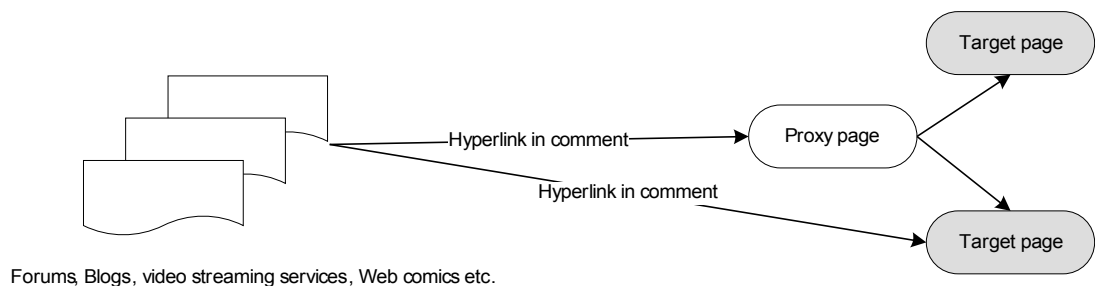 Target page
Hyperlink in comment
Proxy page
Hyperlink in comment
Target page
Forums, Blogs, video streaming services, Web comics etc.